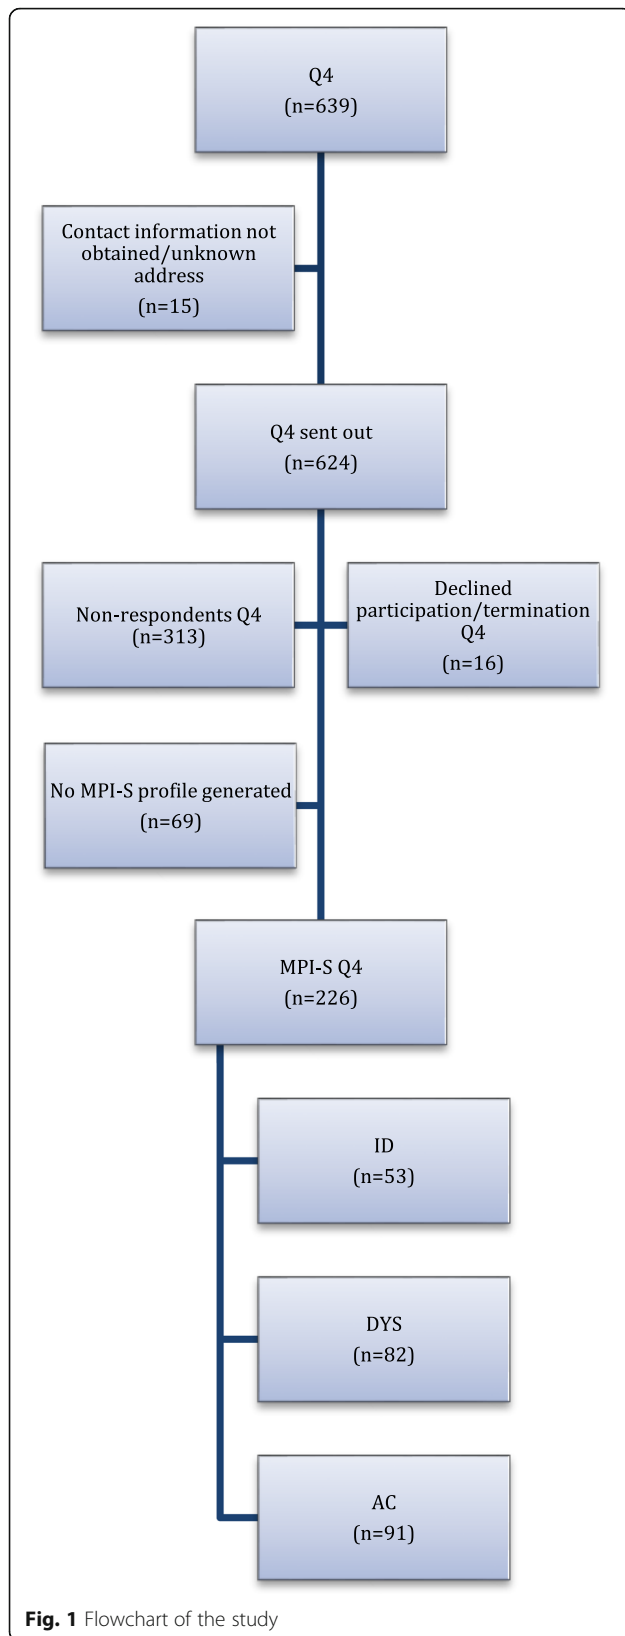 Q4
(n=639)
Contact information not
obtained/unknown
address
(n=15)
Q4 sent out
(n=624)
Non-respondents Q4
(n=313)
Declined
participation/termination
Q4
(n=16)
No MPI-S profile generated
(n=69)
MPI-S Q4
(n=226)
ID
(n=53)
DYS
(n=82)
AC
(n=91)
Fig. 1 Flowchart of the study